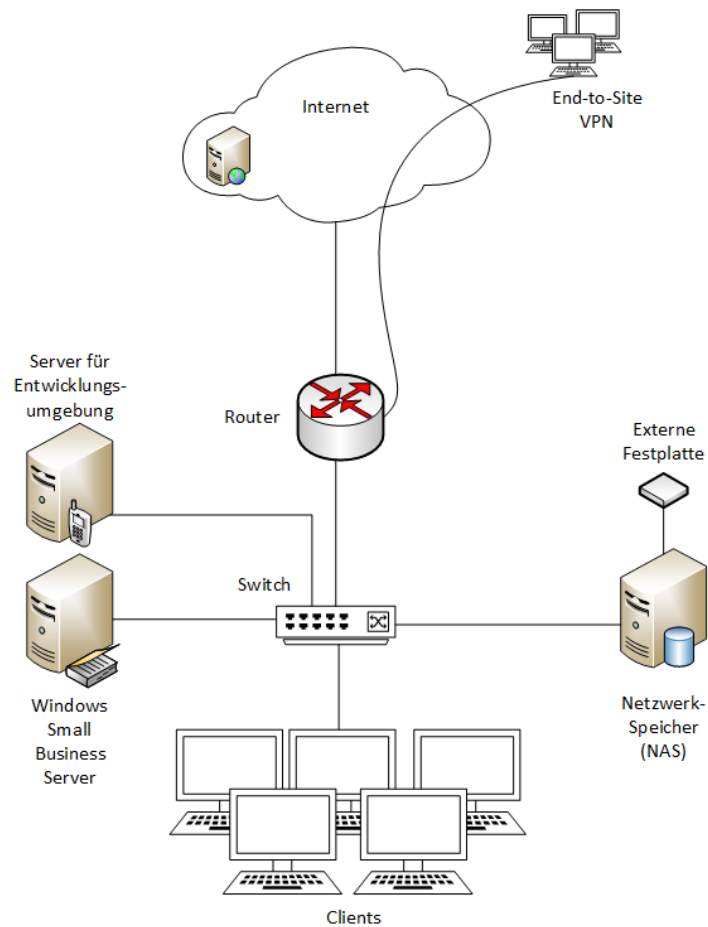 Internet
End-to-Site
VPN
Server für
Entwicklungs-
umgebung
Router
Externe
Festplatte
Switch
Windows
Small
Business
Server
Netzwerk-
Speicher
(NAS)
Clients